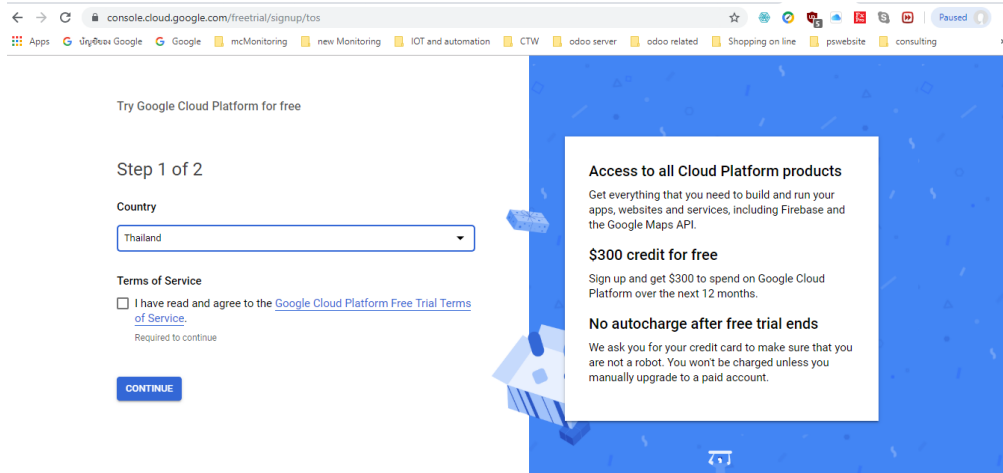 console.cloud.google.com/freetrial/signup/tos
Paused
Apps
Google
mcMonitoring
new Monitoring
IOT and automation
CTW
odoo server
odoo related
Shopping on line
pswebsite
consulting
Try Google Cloud Platform for free
Step 1 of 2
Country
Thailand
Terms of Service
I have read and agree to the Google Cloud Platform Free Trial Terms
of Service.
Required to continue
CONTINUE
Access to all Cloud Platform products
Get everything that you need to build and run your
apps, websites and services, including Firebase and
the Google Maps API.
$300 credit for free
Sign up and get $300 to spend on Google Cloud
Platform over the next 12 months.
No autocharge after free trial ends
We ask you for your credit card to make sure that you
are not a robot. You won't be charged unless you
manually upgrade to a paid account.